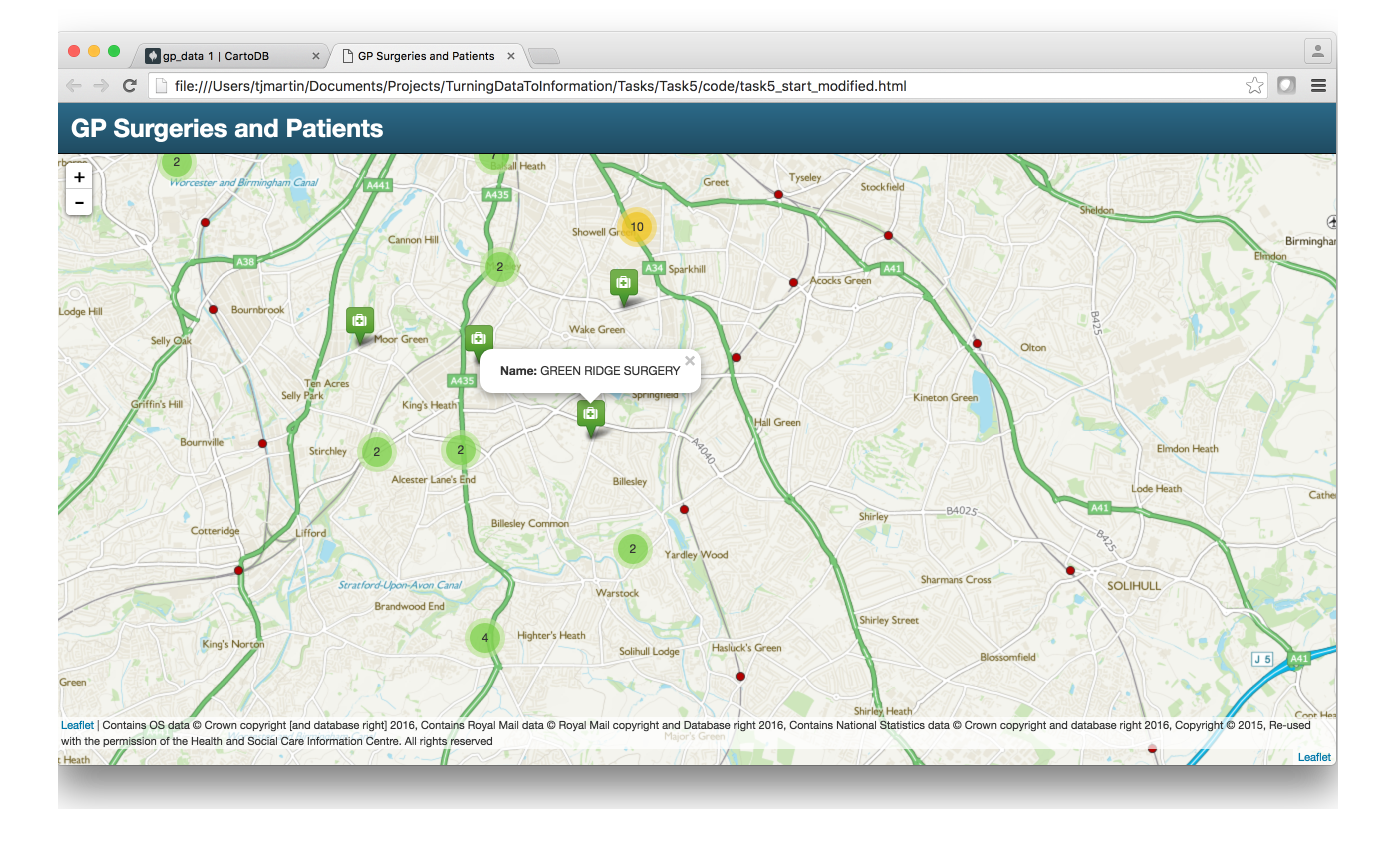 gp_data 1 | CartoDB
GP Surgeries and Patients
file:///Users/tjmartin/Documents/Projects/TurningDataToInformation/Tasks/Task5/code/task5_start_modified.html
GP Surgeries and Patients
+
−
2
7
Heath
Worcester and Birmingham Canal
A441
A435
Greet
Tyseley
Stockfield
Sheldon
Cannon Hill
Showell
10
Birmingha
Elmdon
A38
2
A34
Sparkhill
A41
Acocks Green
Lodge Hill
Bournbrook
B425
Selly Oak
Moor Green
Wake Green
Olton
Name: GREEN RIDGE SURGERY
×
Ten Acres
Selly Park
A435
Springfield
Griffin's Hill
King's Heath
Kineton Green
Hall Green
Bournville
Stirchley
2
2
A4040
Elmdon Heath
Alcester Lane's End
Billesley
Lode Heath
Cathe
Billesley Common
Shirley
B4025
A41
Cotteridge
Lifford
2
Yardley Wood
B425
Stratford-Upon-Avon Canal
Sharmans Cross
SOLIHULL
Brandwood End
Warstock
Shirley Street
King's Norton
4
Highter's Heath
Solihull Lodge
Hasluck's Green
Blossomfield
J 5
A41
Green
Shirley Heath
Leaflet | Contains OS data © Crown copyright [and database right] 2016, Contains Royal Mail data © Royal Mail copyright and Database right 2016, Contains National Statistics data © Crown copyright and database right 2016, Copyright © 2015, Re-used
with the permission of the Health and Social Care Information Centre. All rights reserved
Major's Green
t Heath
Leaflet